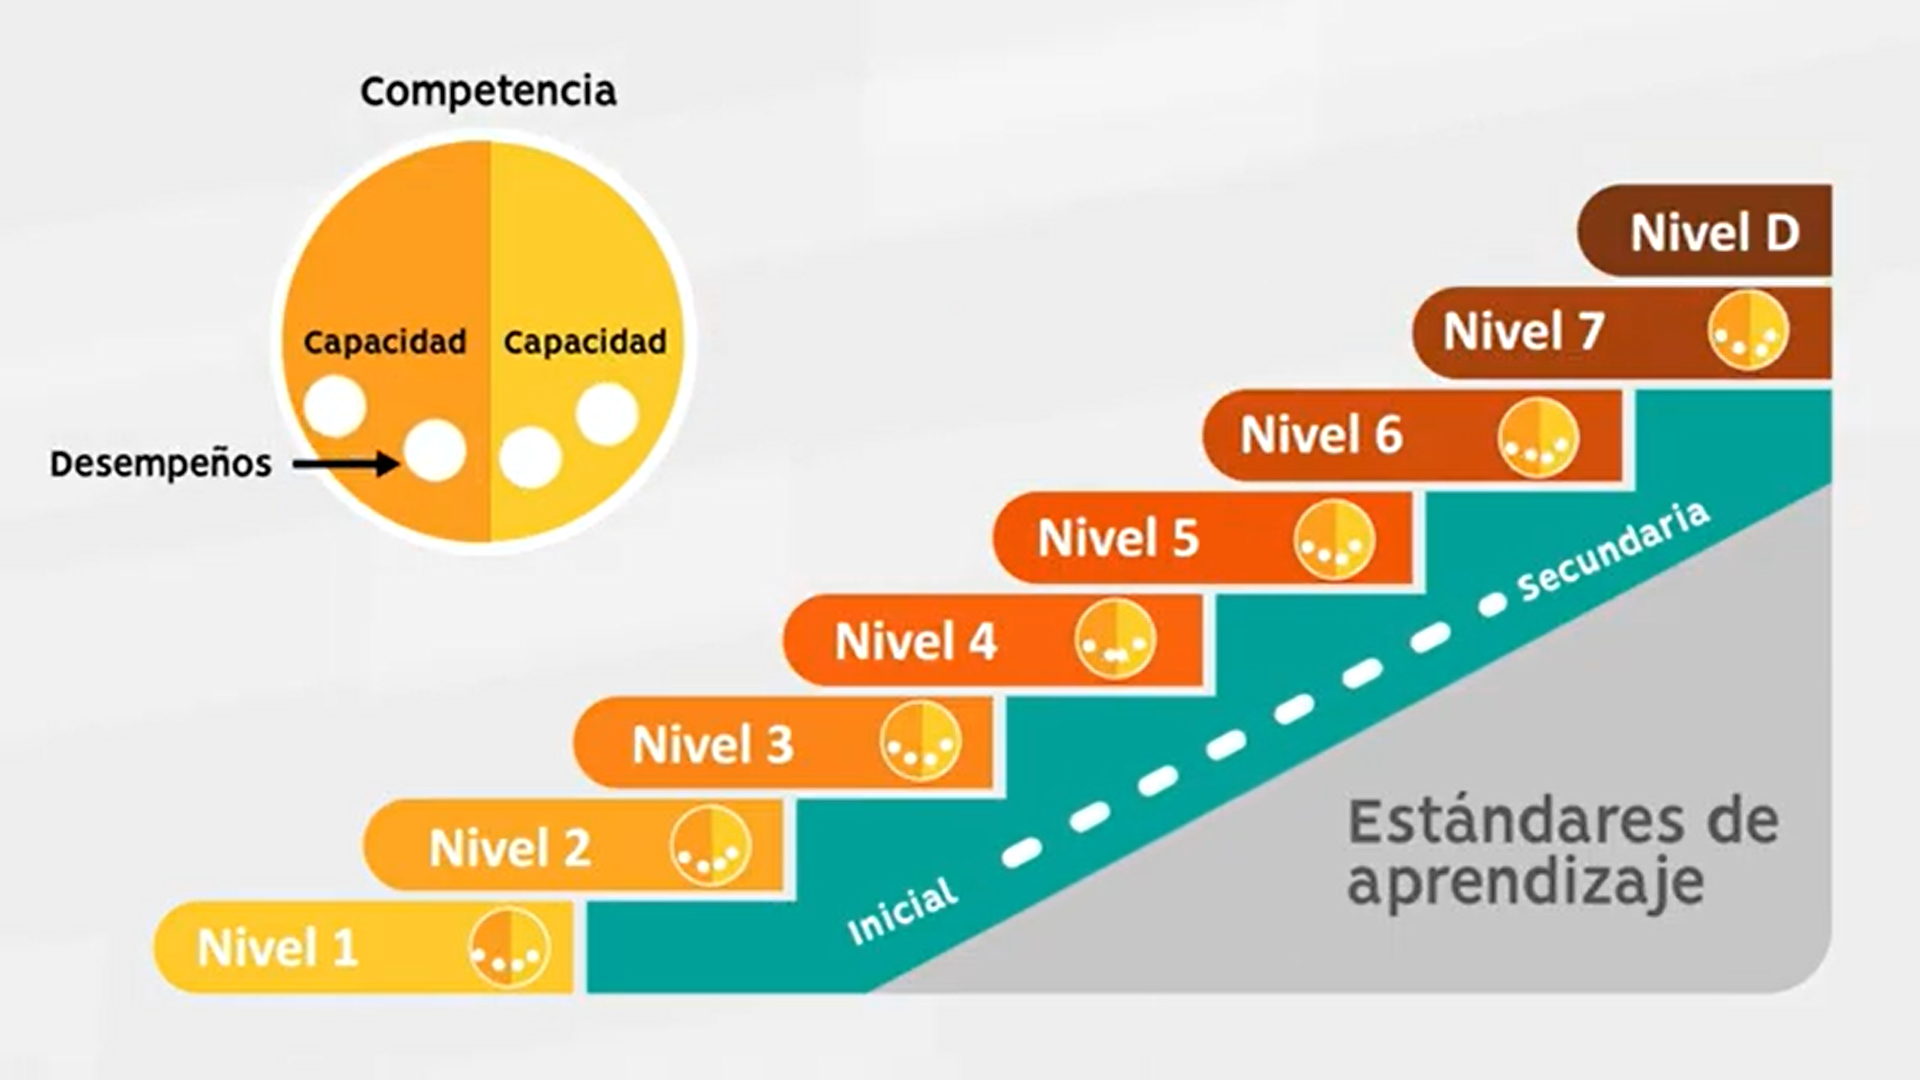 Competencia
Capacidad Capacidad
Desempeños
Nivel D
Nivel 7
Nivel 6
Nivel 5
Nivel 4
Nivel 3
Nivel 2
Nivel 1
Inicial
Secundaria
Estándares de
aprendizaje